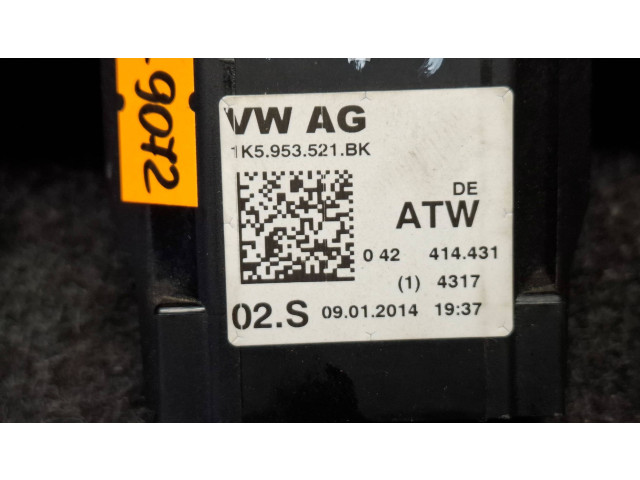 9072
VW AG
1K5.953.521.BK
DE
ATW
0 42 414.431
(1) 4317
02.S 09.01.2014 19:37